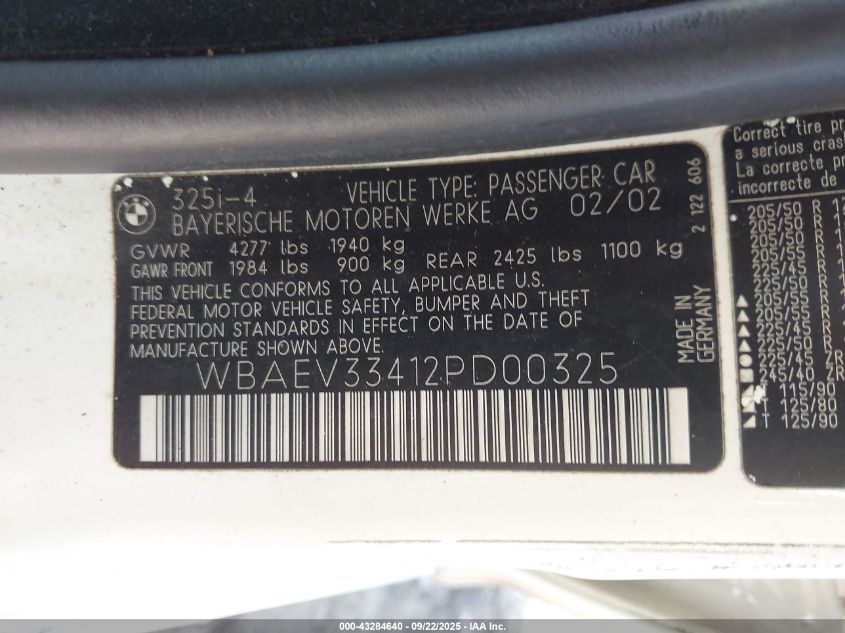 325i-4 VEHICLE TYPE: PASSENGER CAR
BAYERISCHE MOTOREN WERKE AG 02/02
GVWR 4277 lbs 1940 kg
GAWR FRONT 1984 lbs 900 kg REAR 2425 lbs 1100 kg
THIS VEHICLE CONFORMS TO ALL APPLICABLE U.S.
FEDERAL MOTOR VEHICLE SAFETY, BUMPER AND THEFT
PREVENTION STANDARDS IN EFFECT ON THE DATE OF
MANUFACTURE SHOWN ABOVE.
WBAEV33412PD00325
2 122 606
MADE IN
GERMANY
Correct tire pr
a serious crash
La correcte pr
incorrecte de
205/50 R
205/50 R
205/50 R
205/55 R
225/45 R
225/50 R
205/55 R
205/55 R
225/45 R
225/50 R
225/45 ZR
245/40 ZR
T 115/90
T 125/80
T 125/90
000-43284640 - 09/22/2025 - IAA Inc.